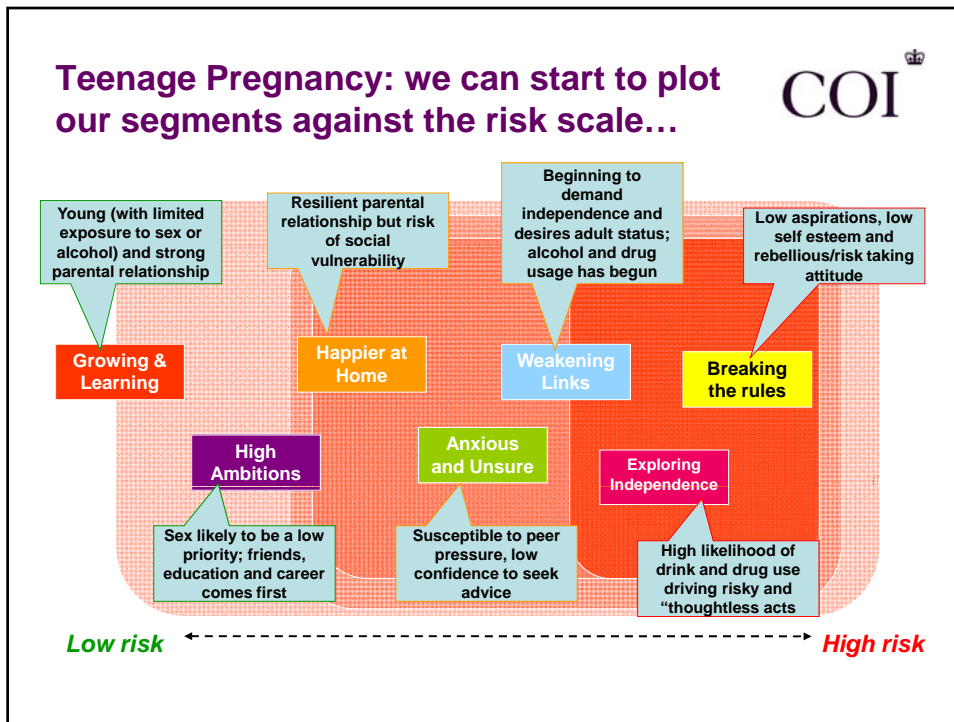 Teenage Pregnancy: we can start to plot
our segments against the risk scale…
COI
Young (with limited
exposure to sex or
alcohol) and strong
parental relationship
Resilient parental
relationship but risk
of social
vulnerability
Beginning to
demand
independence and
desires adult status;
alcohol and drug
usage has begun
Low aspirations, low
self esteem and
rebellious/risk taking
attitude
Growing &
Learning
Happier at
Home
Weakening
Links
Breaking
the rules
High
Ambitions
Anxious
and Unsure
Exploring
Independence
Sex likely to be a low
priority; friends,
education and career
comes first
Susceptible to peer
pressure, low
confidence to seek
advice
High likelihood of
drink and drug use
driving risky and
“thoughtless acts
Low risk
High risk